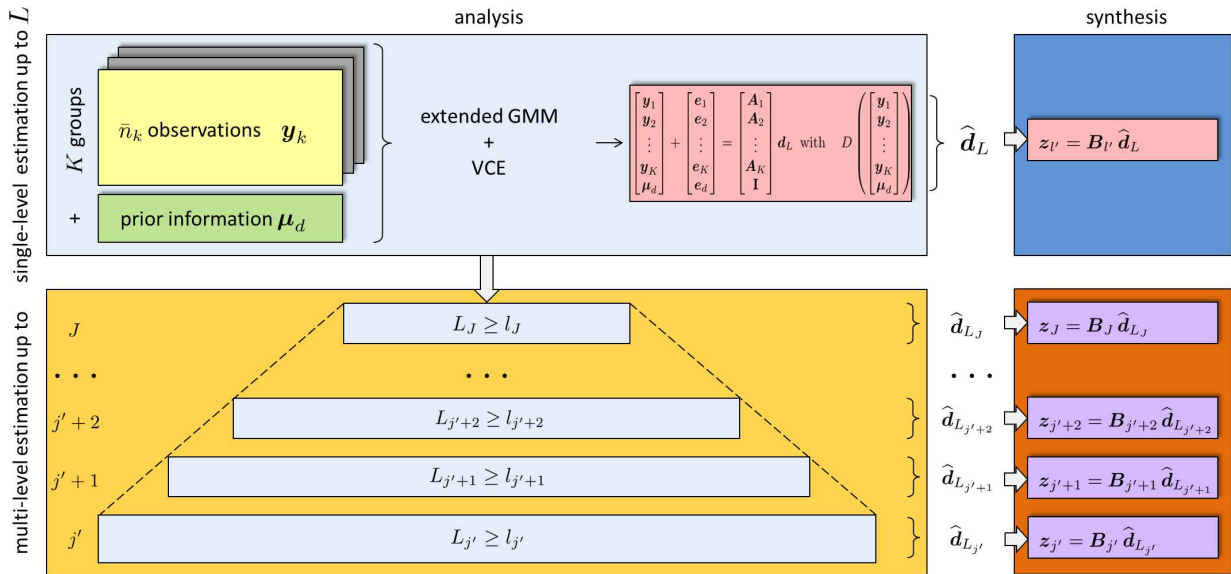 analysis
synthesis
single-level estimation up to L
K groups
+
n̄_k observations y_k
prior information μ_d
extended GMM
+
VCE
→
[y_1 y_2 ⋮ y_K μ_d] + [e_1 e_2 ⋮ e_K e_d] = [A_1 A_2 ⋮ A_K I] d_L with D ([y_1 y_2 ⋮ y_K μ_d])
d̂_L
z_{l'} = B_{l'} d̂_L
multi-level estimation up to
J
L_J ≥ l_J
d̂_{L_J}
z_J = B_J d̂_{L_J}
• • •
• • •
• • •
j' + 2
L_{j'+2} ≥ l_{j'+2}
d̂_{L_{j'+2}}
z_{j'+2} = B_{j'+2} d̂_{L_{j'+2}}
j' + 1
L_{j'+1} ≥ l_{j'+1}
d̂_{L_{j'+1}}
z_{j'+1} = B_{j'+1} d̂_{L_{j'+1}}
j'
L_{j'} ≥ l_{j'}
d̂_{L_{j'}}
z_{j'} = B_{j'} d̂_{L_{j'}}